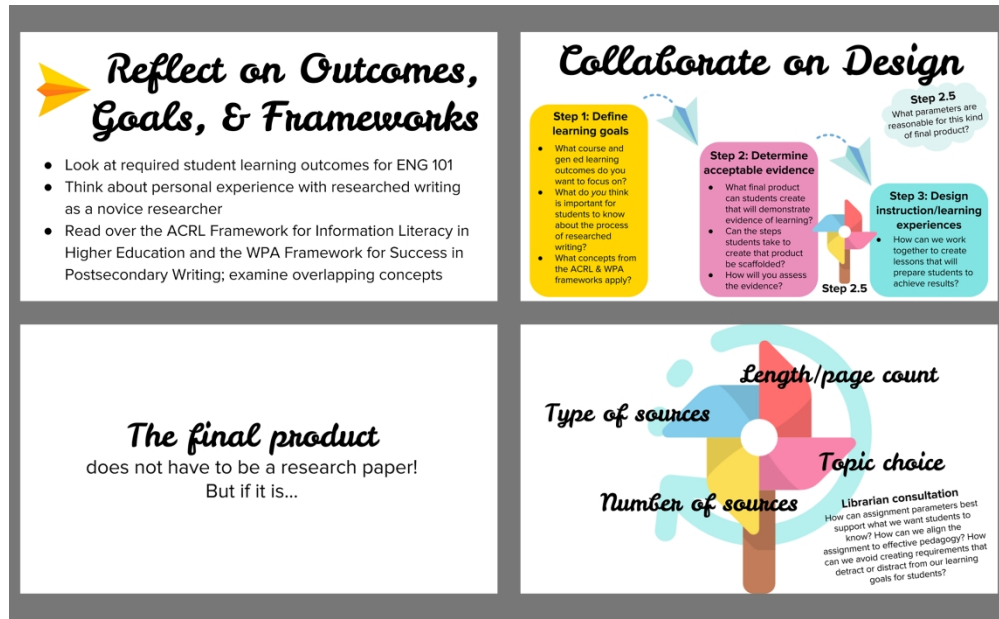 Reflect on Outcomes,
Goals, & Frameworks
● Look at required student learning outcomes for ENG 101
● Think about personal experience with researched writing
as a novice researcher
● Read over the ACRL Framework for Information Literacy in
Higher Education and the WPA Framework for Success in
Postsecondary Writing; examine overlapping concepts
Collaborate on Design
Step 1: Define
learning goals
● What course and
gen ed learning
outcomes do you
want to focus on?
● What do you think
is important for
students to know
about the process
of researched
writing?
● What concepts from
the ACRL & WPA
frameworks apply?
Step 2: Determine
acceptable evidence
● What final product
can students create
that will demonstrate
evidence of learning?
● Can the steps
students take to
create that product
be scaffolded?
● How will you assess
the evidence?
Step 2.5
What parameters are
reasonable for this kind
of final product?
Step 2.5
Step 3: Design
instruction/learning
experiences
● How can we work
together to create
lessons that will
prepare students to
achieve results?
The final product
does not have to be a research paper!
But if it is...
Length/page count
Type of sources
Topic choice
Number of sources
Librarian consultation
How can assignment parameters best
support what we want students to
know? How can we align the
assignment to effective pedagogy? How
can we avoid creating requirements that
detract or distract from our learning
goals for students?